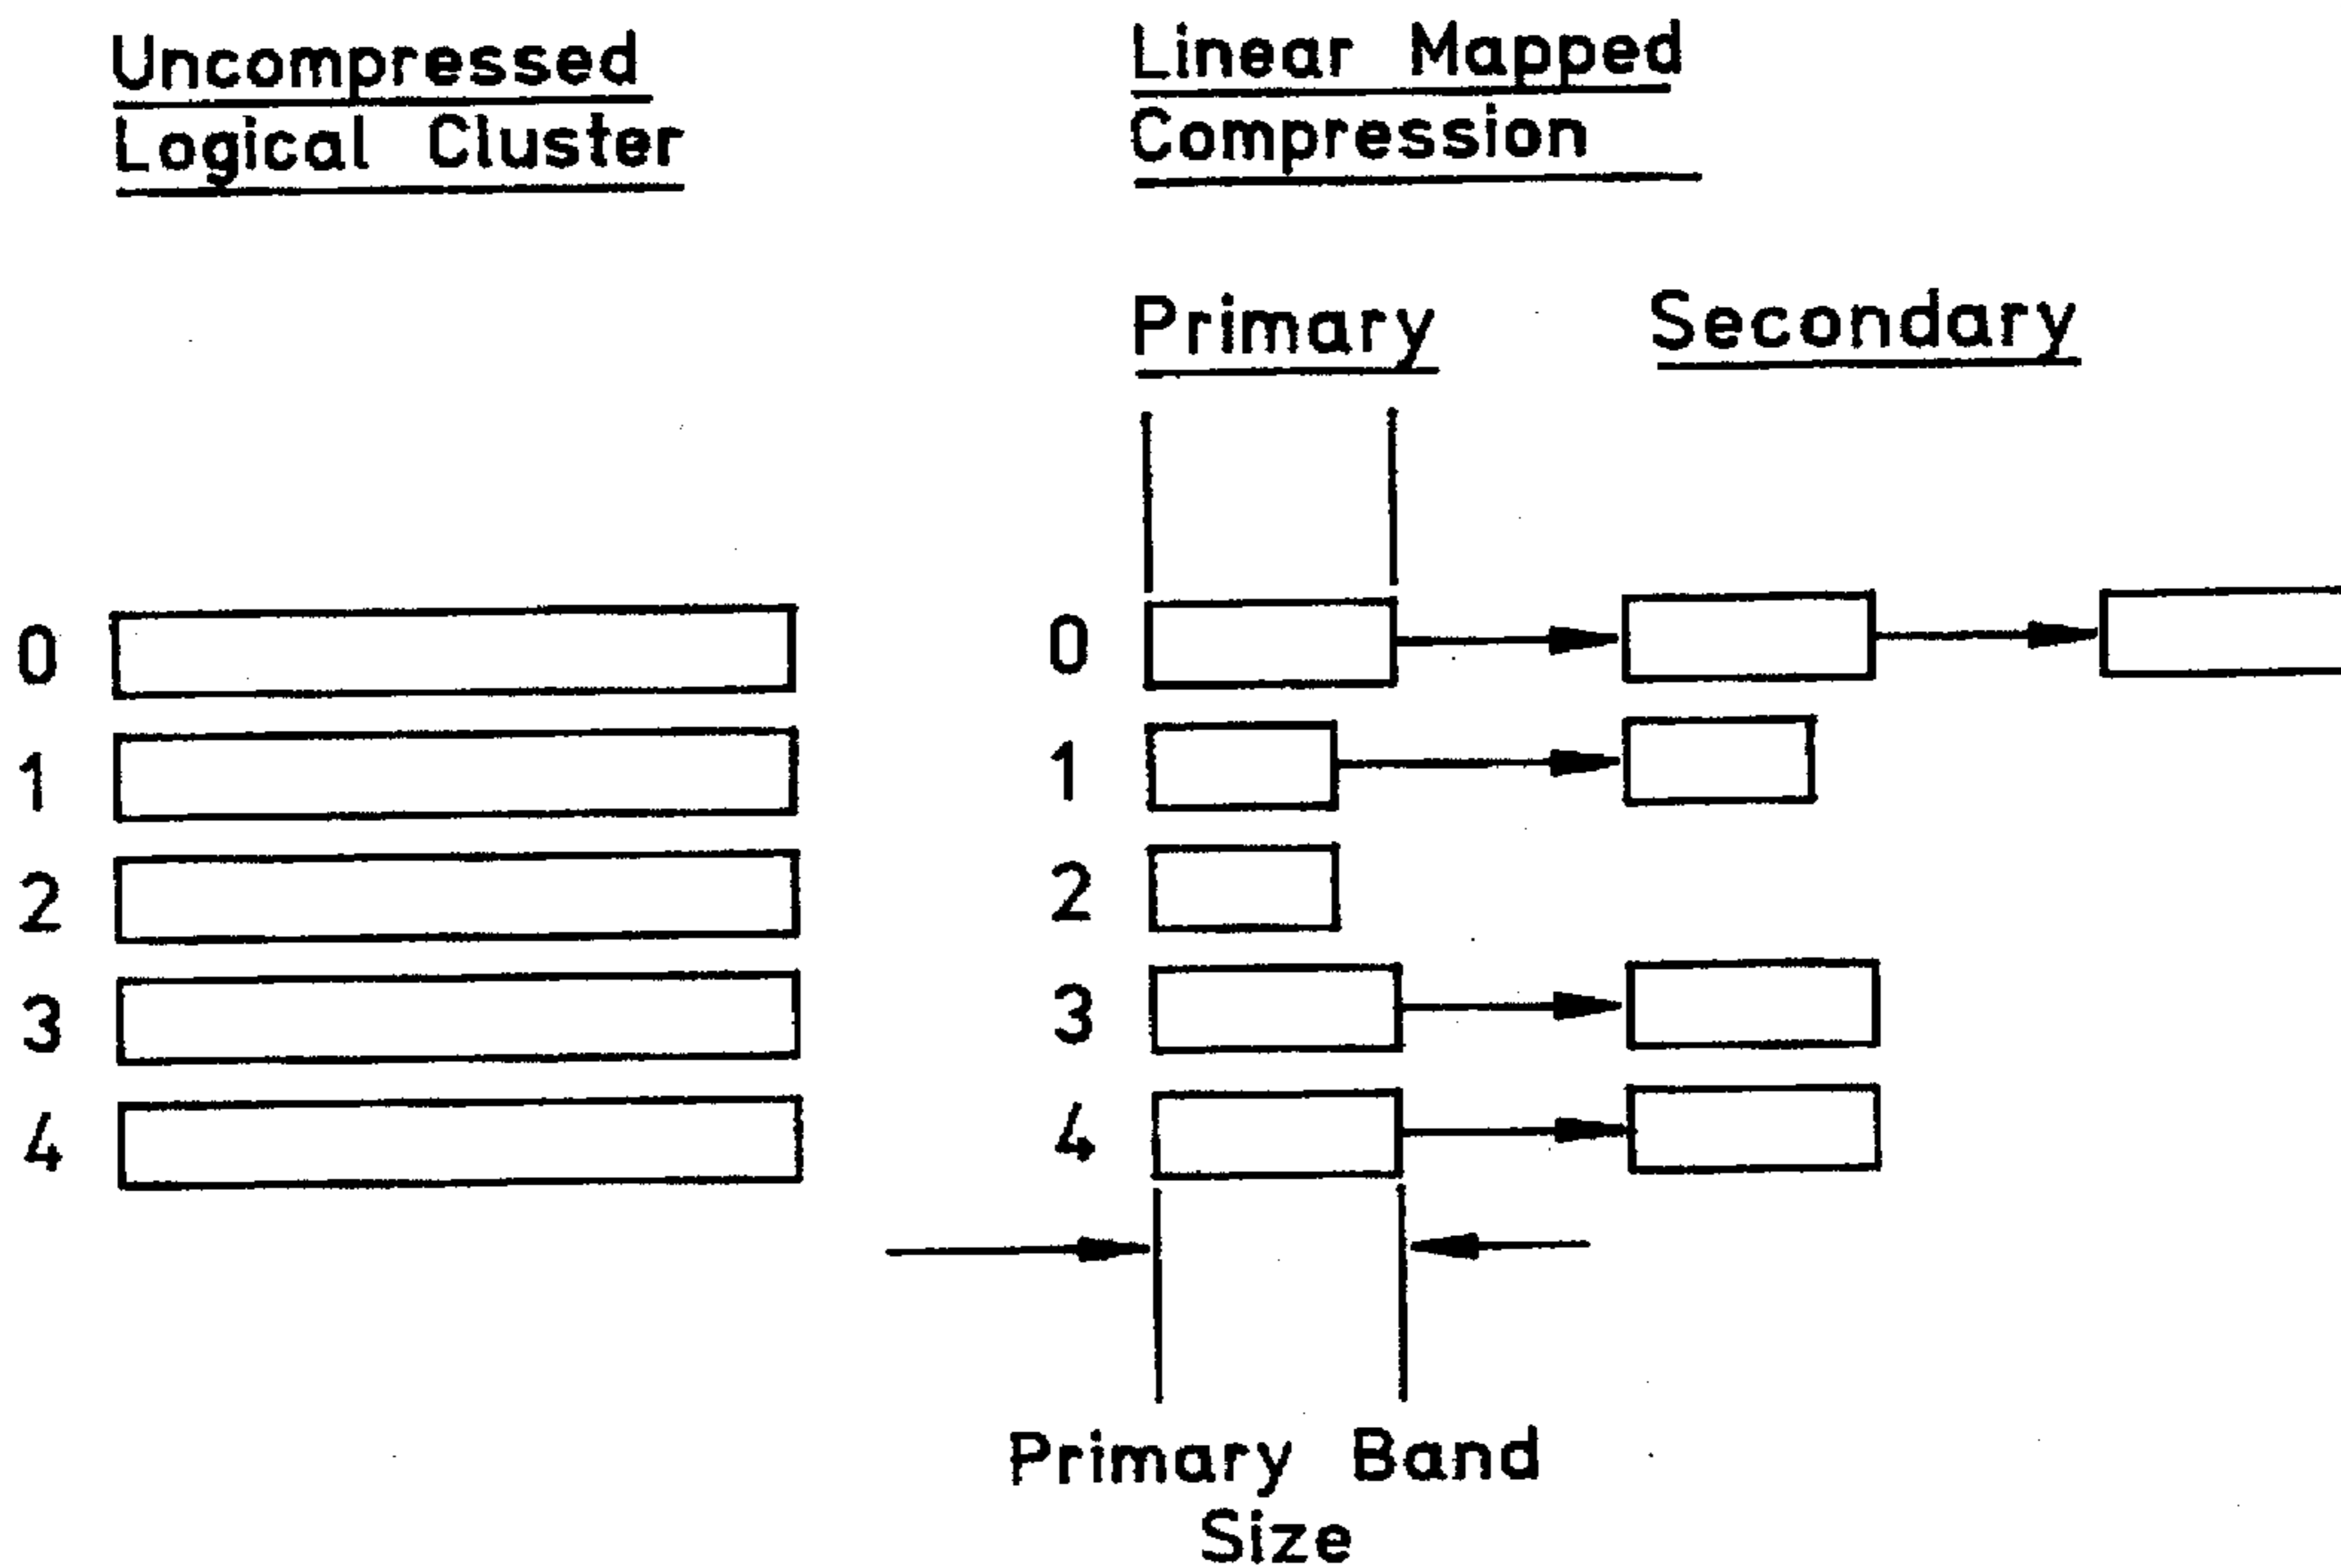 Uncompressed
Logical Cluster
Linear Mapped
Compression
Primary
Secondary
0
1
2
3
4
0
1
2
3
4
Primary Band
Size